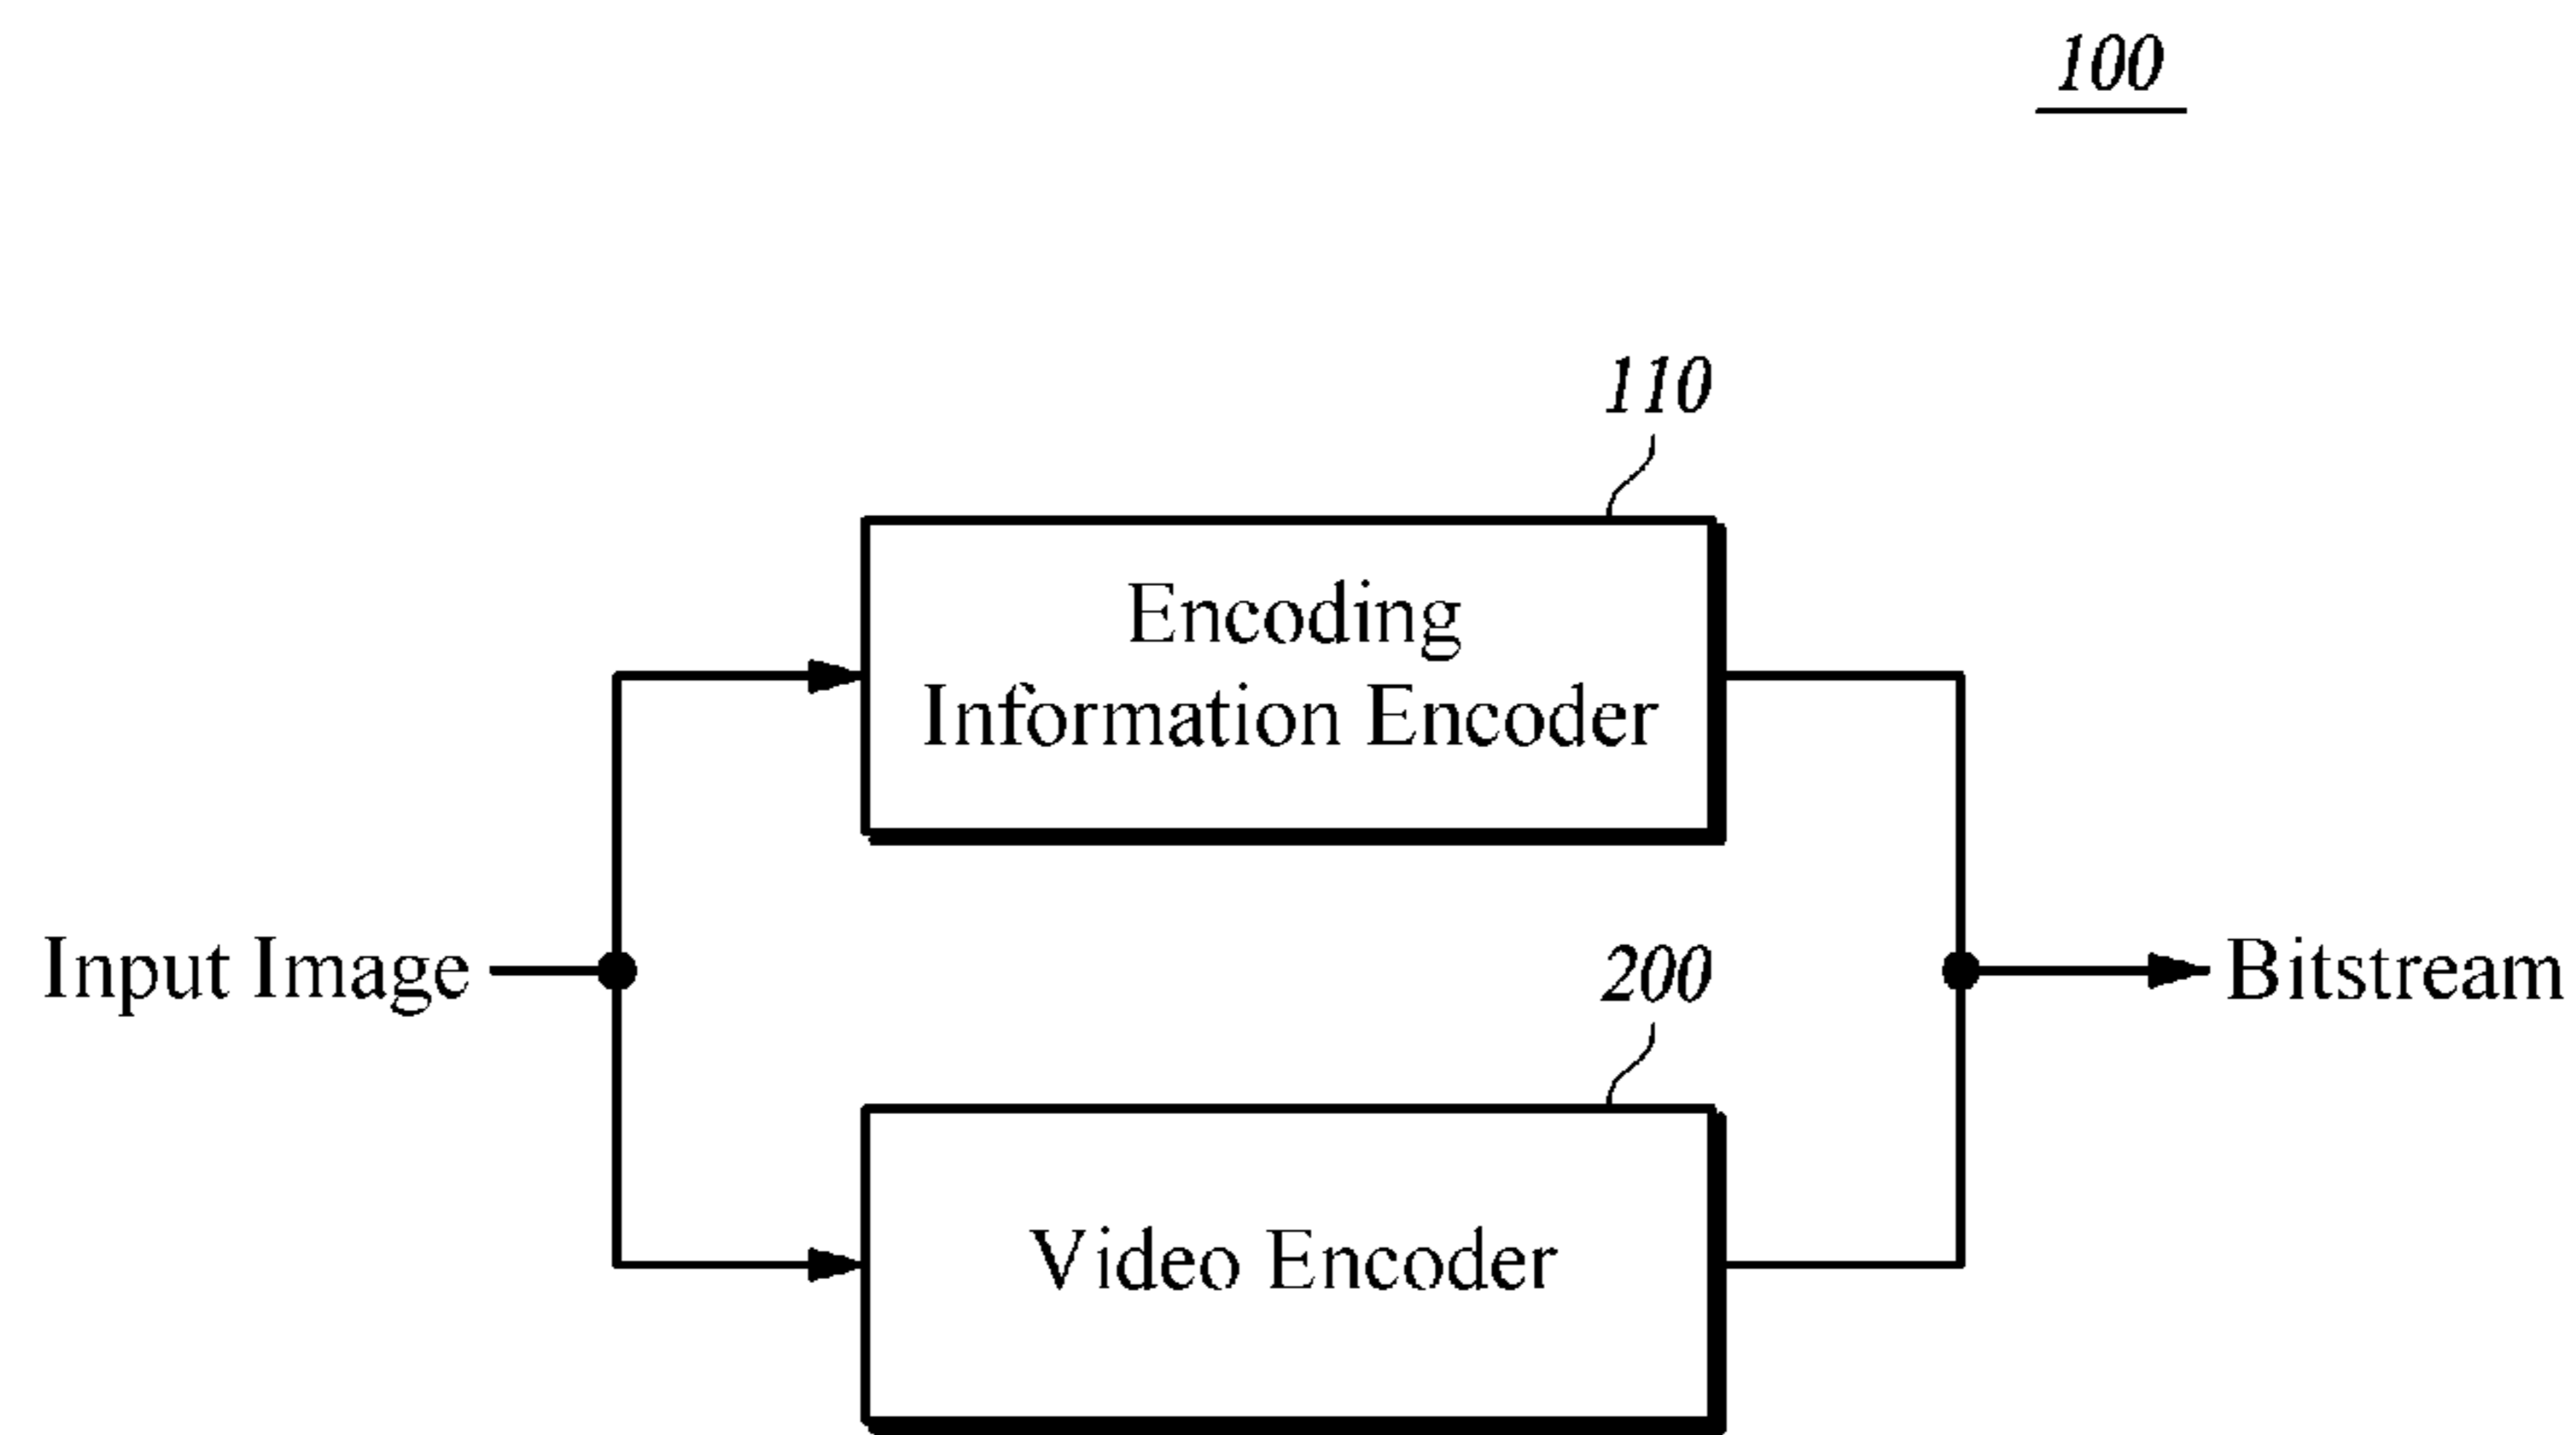 100
110
Encoding
Information Encoder
Input Image
Bitstream
200
Video Encoder